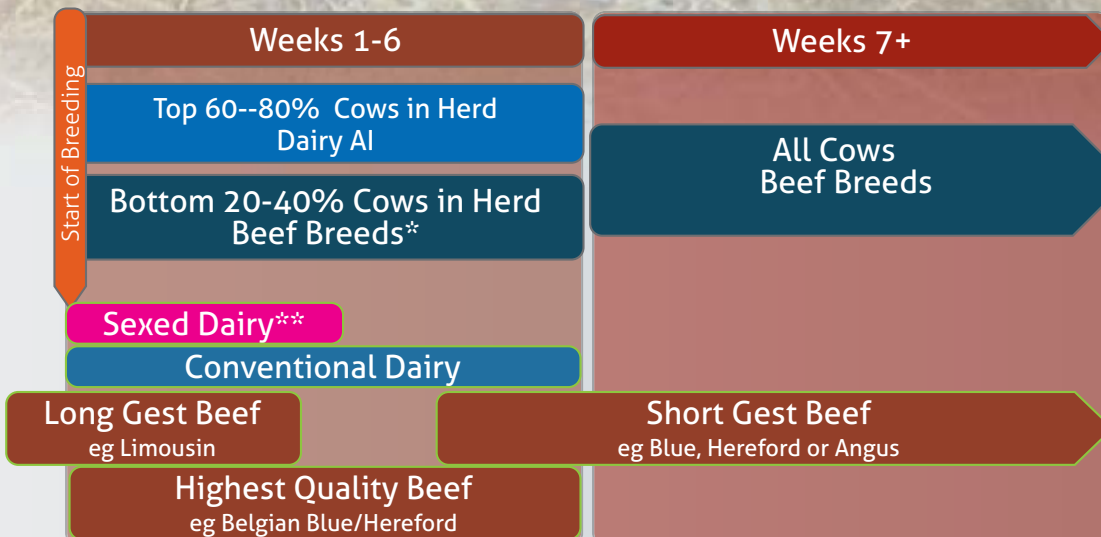 Start of Breeding
Weeks 1-6
Weeks 7+
Top 60--80% Cows in Herd
Dairy AI
Bottom 20-40% Cows in Herd
Beef Breeds*
All Cows
Beef Breeds
Sexed Dairy**
Conventional Dairy
Long Gest Beef
eg Limousin
Short Gest Beef
eg Blue, Hereford or Angus
Highest Quality Beef
eg Belgian Blue/Hereford